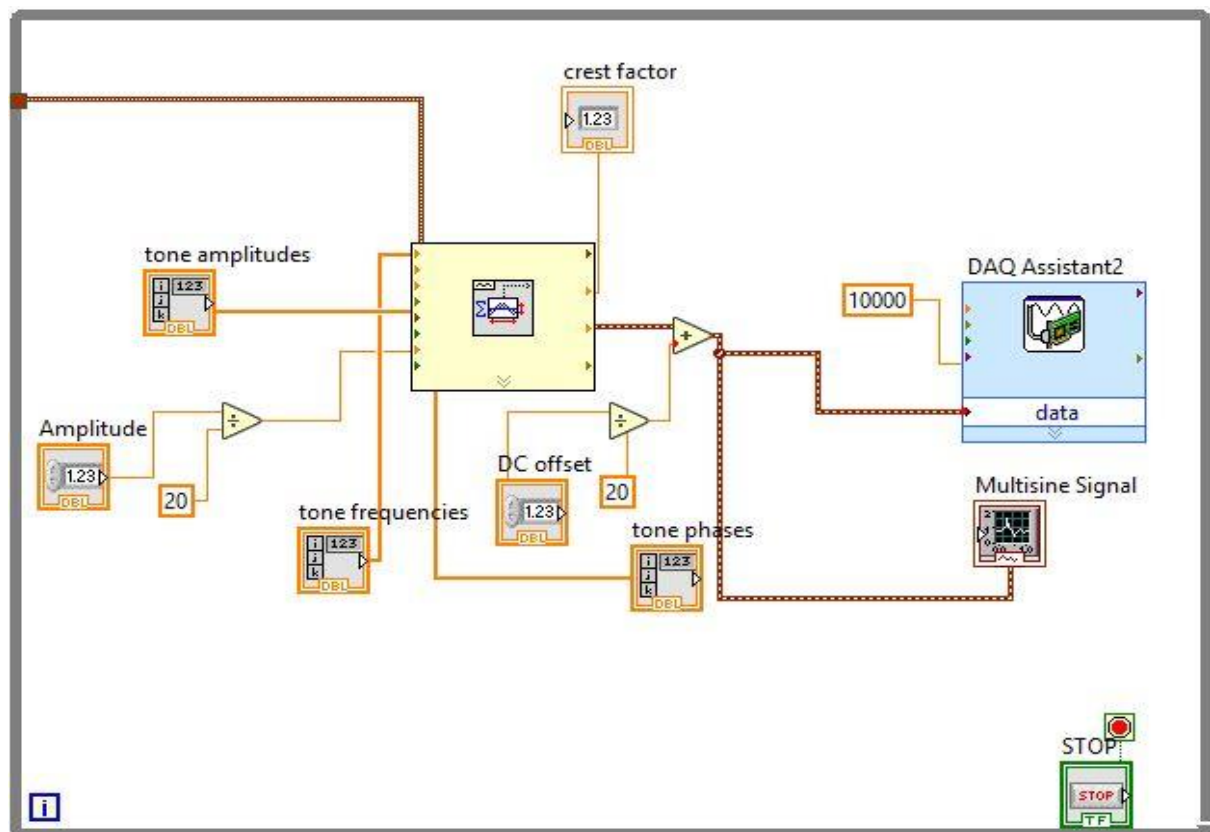 crest factor
1.23
DBL
tone amplitudes
i 123
j
k
DBL
DAQ Assistant2
10000
data
Amplitude
1.23
DBL
20
DC offset
1.23
DBL
20
tone frequencies
i 123
j
k
DBL
tone phases
i 123
j
k
DBL
Multisine Signal
STOP
STOP
TF
i